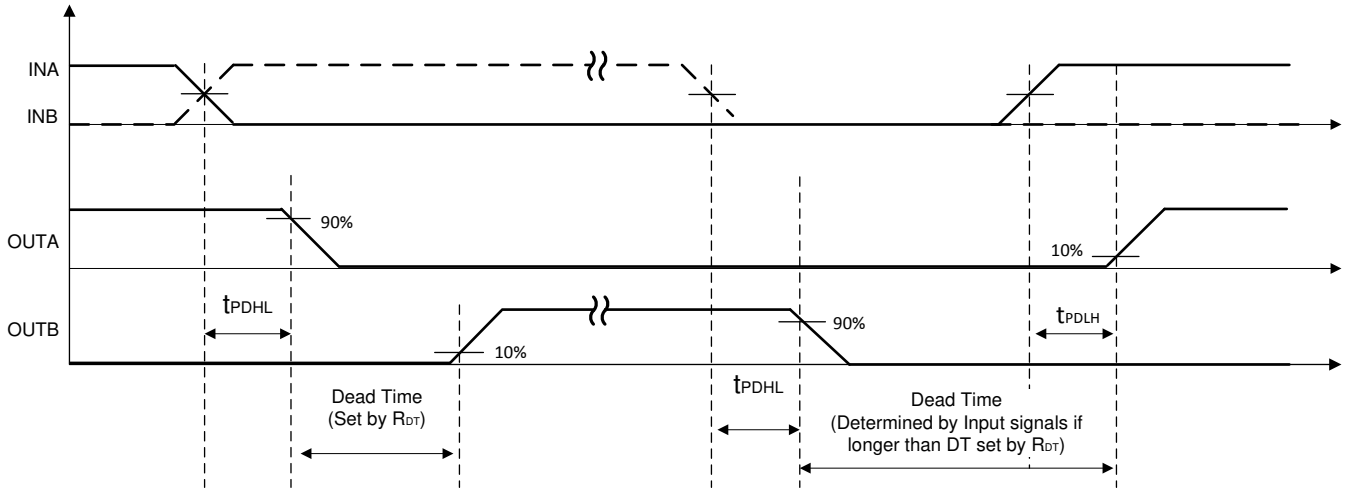 INA
INB
OUTA
90%
10%
OUTB
tPDHL
10%
90%
tPDLH
Dead Time
(Set by RDT)
tPDHL
Dead Time
(Determined by Input signals if
longer than DT set by RDT)